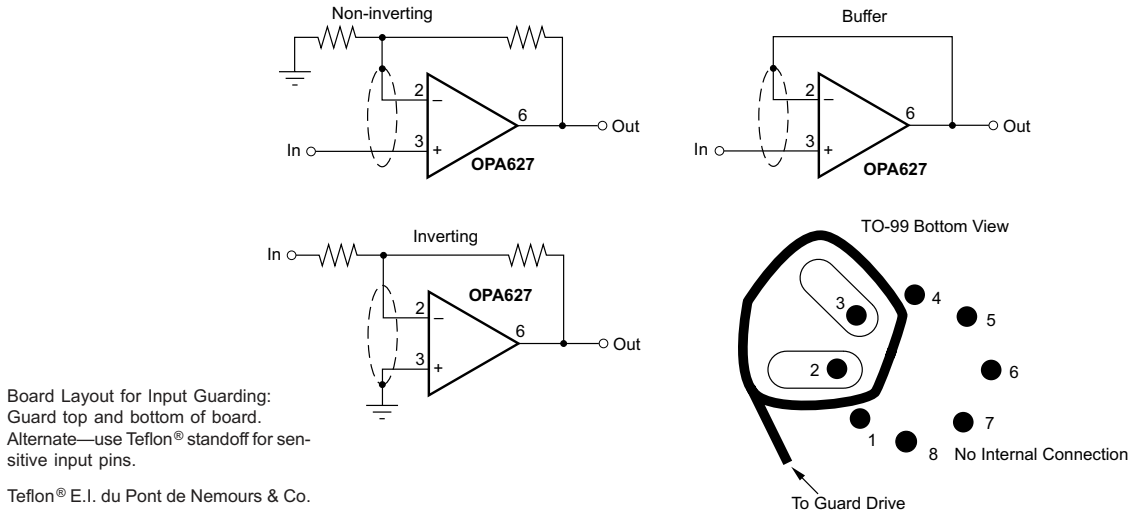 Non-inverting
2
–
6
Out
3
In
+
OPA627
Buffer
2
–
6
Out
3
In
+
OPA627
In
Inverting
OPA627
2
–
6
Out
3
+
TO-99 Bottom View
3
4
5
2
6
7
1
8 No Internal Connection
To Guard Drive
Board Layout for Input Guarding:
Guard top and bottom of board.
Alternate—use Teflon® standoff for sen-
sitive input pins.
Teflon® E.I. du Pont de Nemours & Co.